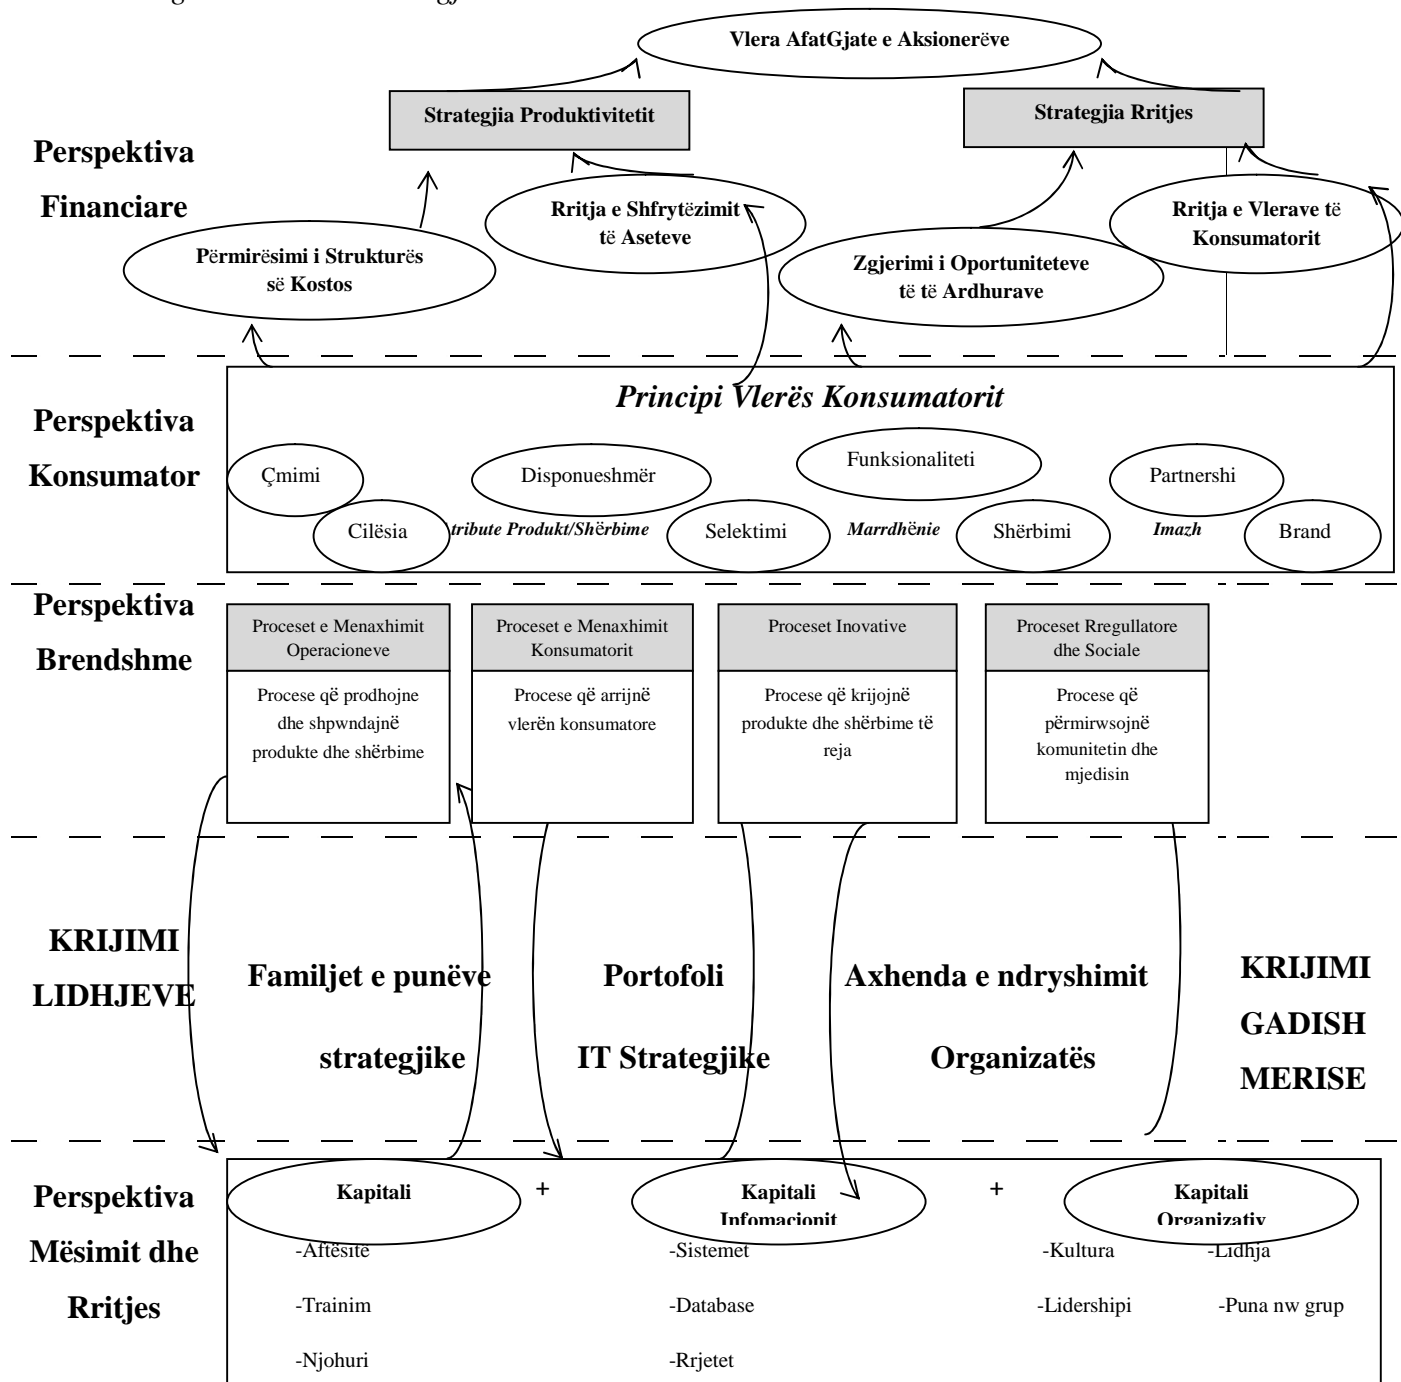 Vlera AfatGjate e Aksionerëve
Strategjia Produktivitetit
Strategjia Rritjes
Perspektiva
Financiare
Rritja e Shfrytëzimit
të Aseteve
Rritja e Vlerave të
Konsumatorit
Përmirësimi i Strukturës
së Kostos
Zgjerimi i Oportuniteteve
të të Ardhurave
Perspektiva
Konsumator
Principi Vlerës Konsumatorit
Çmimi
Disponueshmër
Funksionaliteti
Partnershi
Cilësia
tribute Produkt/Shërbime
Selektimi
Marrdhënie
Shërbimi
Imazh
Brand
Perspektiva
Brendshme
Proceset e Menaxhimit
Operacioneve
Procese që prodhojne
dhe shpwndajnë
produkte dhe shërbime
Proceset e Menaxhimit
Konsumatorit
Procese që arrijnë
vlerën konsumatore
Proceset Inovative
Procese që krijojnë
produkte dhe shërbime të
reja
Proceset Rregullatore
dhe Sociale
Procese që
përmirwsojnë
komunitetin dhe
mjedisin
KRIJIMI
LIDHJEVE
Familjet e punëve
strategjike
Portofoli
IT Strategjike
Axhenda e ndryshimit
Organizatës
KRIJIMI
GADISH
MERISE
Perspektiva
Mësimit dhe
Rritjes
Kapitali
+
Kapitali
Infomacionit
+
Kapitali
Organizativ
-Aftësitë
-Sistemet
-Kultura
-Lidhja
-Trainim
-Database
-Lidershipi
-Puna nw grup
-Njohuri
-Rrjetet